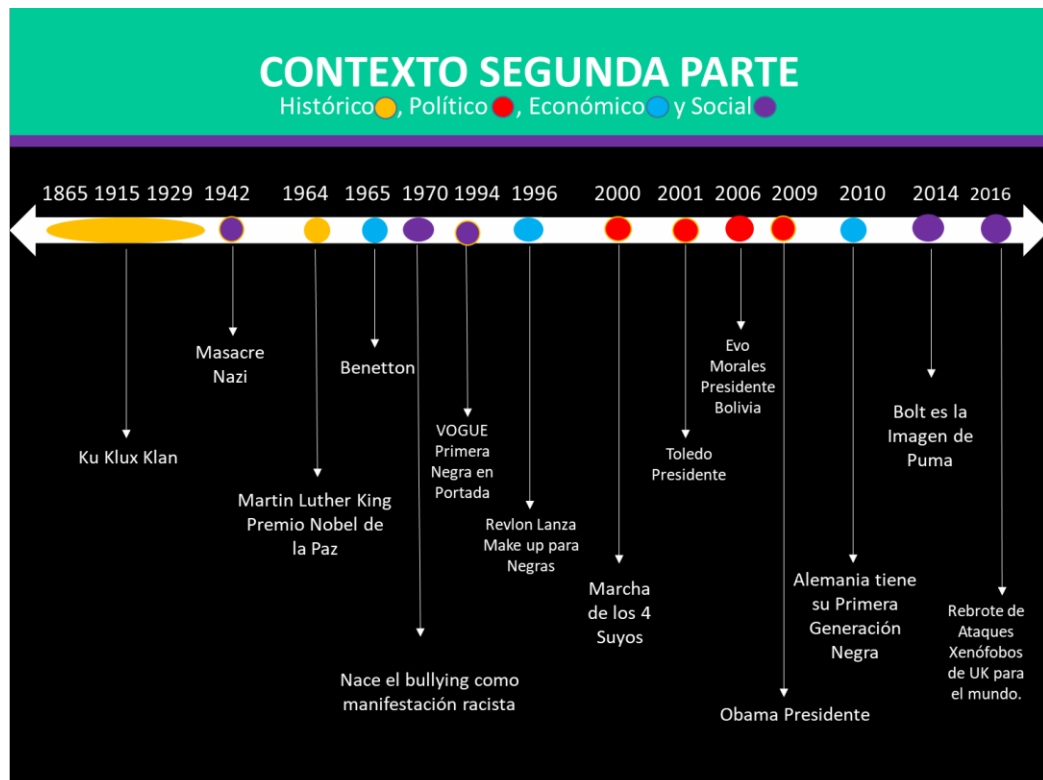 CONTEXTO SEGUNDA PARTE
Histórico, Político, Económico y Social
1865 1915 1929 1942 1964 1965 1970 1994 1996 2000 2001 2006 2009 2010 2014 2016
Masacre
Nazi
Benetton
Evo
Morales
Presidente
Bolivia
Bolt es la
Imagen de
Puma
Ku Klux Klan
VOGUE
Primera
Negra en
Portada
Toledo
Presidente
Martin Luther King
Premio Nobel de
la Paz
Revlon Lanza
Make up para
Negras
Marcha
de los 4
Suyos
Alemania tiene
su Primera
Generación
Negra
Rebrote de
Ataques
Xenófobos
de UK para
el mundo.
Nace el bullying como
manifestación racista
Obama Presidente